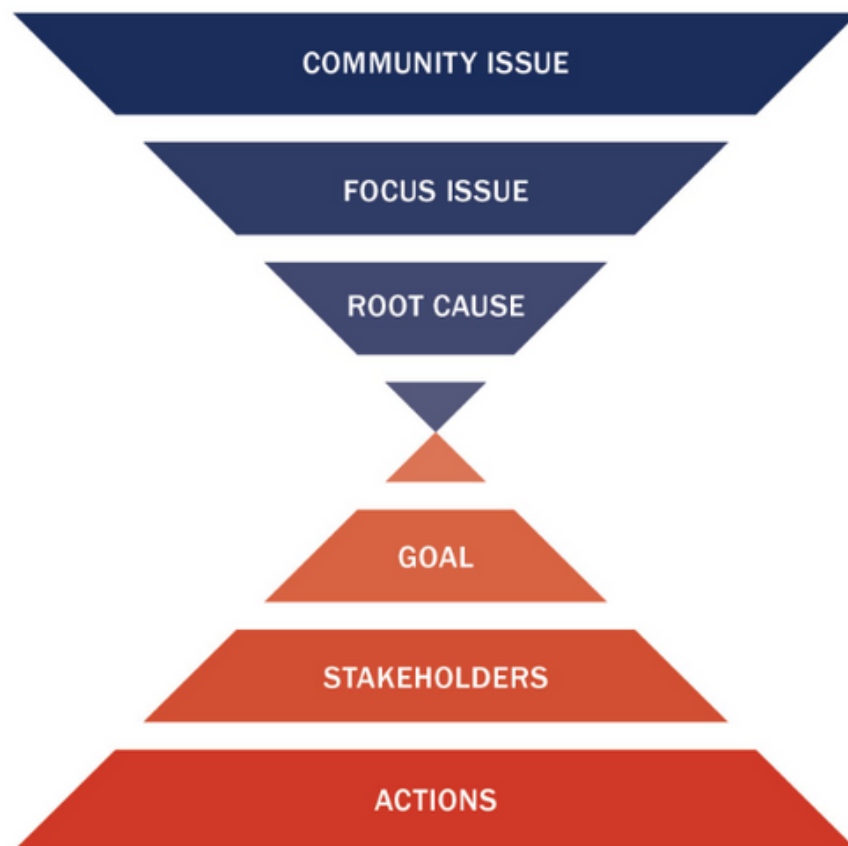 COMMUNITY ISSUE
FOCUS ISSUE
ROOT CAUSE
GOAL
STAKEHOLDERS
ACTIONS